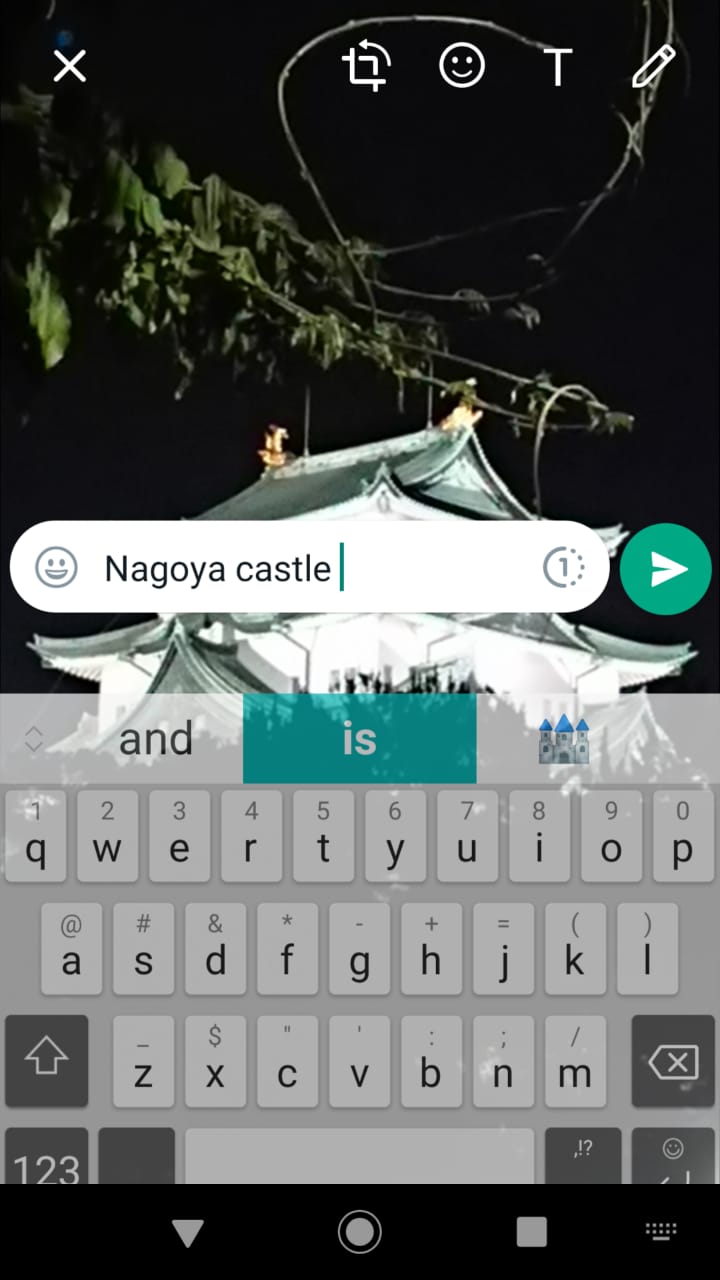 T
Nagoya castle
1
and is
1 2 3 4 5 6 7 8 9 0
q w e r t y u i o p
@ # & * - + = ( )
a s d f g h j k l
_ $ " ' : ; /
z x c v b n m
123 ,!?